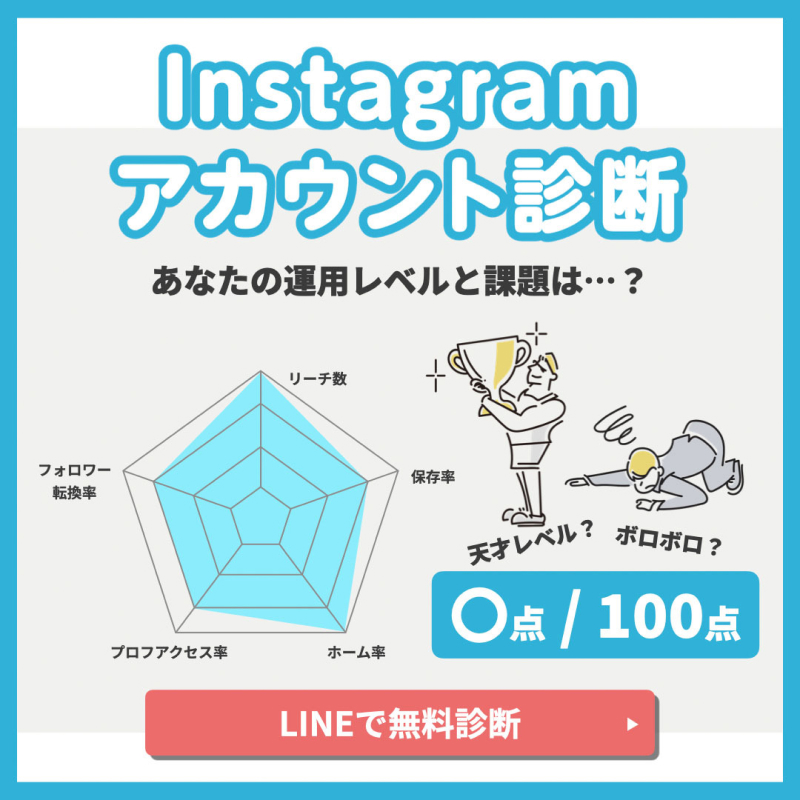 Instagram
アカウント診断
あなたの運用レベルと課題は…？
リーチ数
フォロワー
転換率
保存率
プロフアクセス率
ホーム率
天才レベル？
ボロボロ？
〇点 / 100点
LINEで無料診断